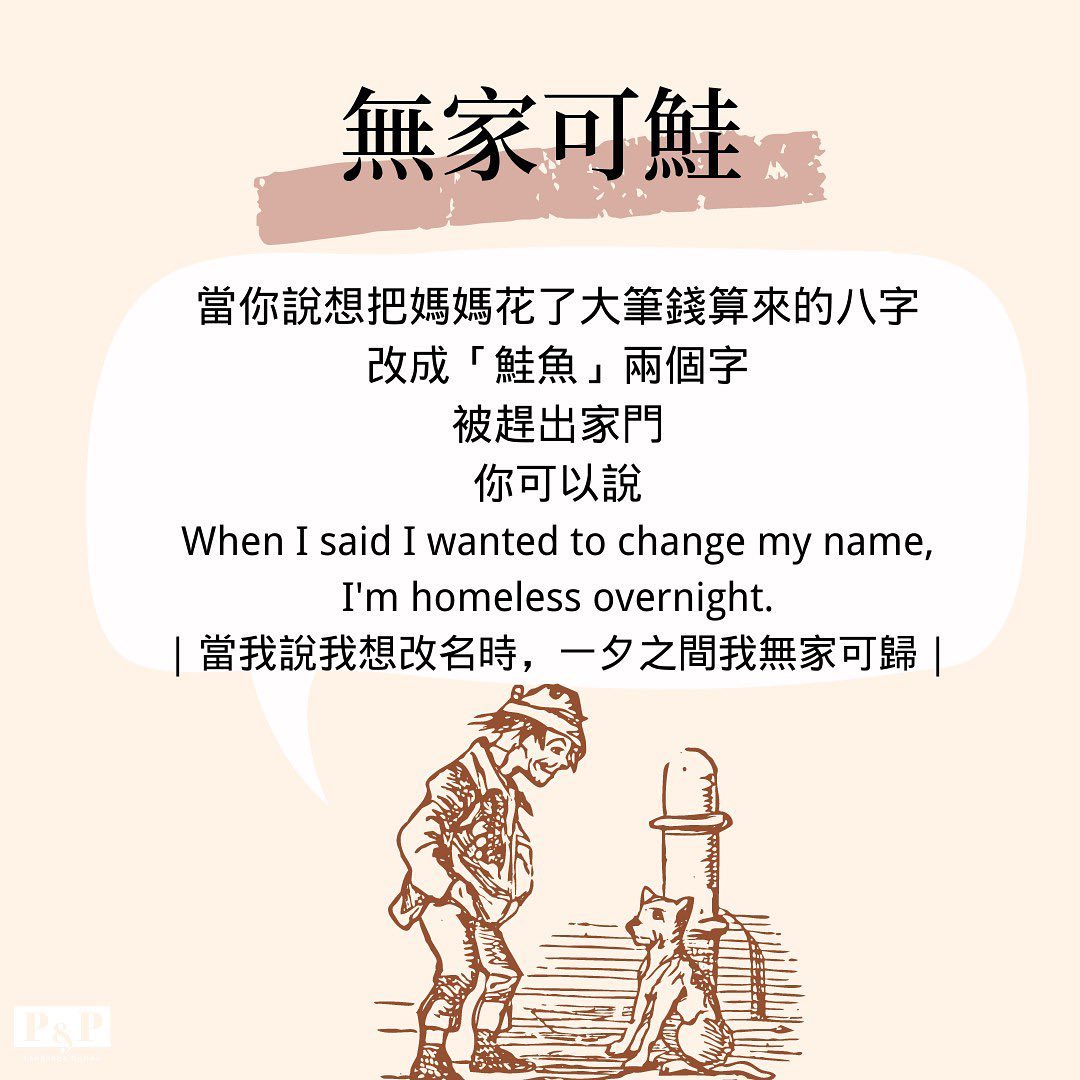 無家可鮭
當你說想把媽媽花了大筆錢算來的八字
改成「鮭魚」兩個字
被趕出家門
你可以說
When I said I wanted to change my name,
I'm homeless overnight.
| 當我說我想改名時，一夕之間我無家可歸 |
P&P